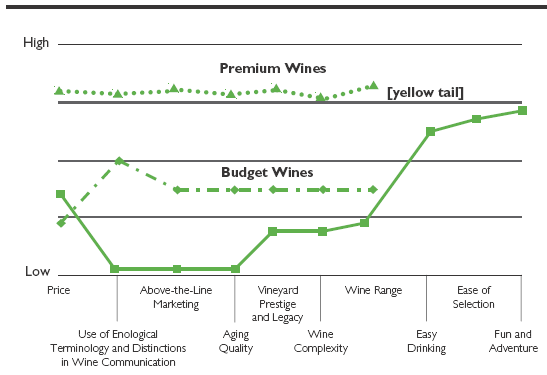 High
Premium Wines
[yellow tail]
Budget Wines
Low
Price
Use of Enological
Terminology and Distinctions
in Wine Communication
Above-the-Line
Marketing
Aging
Quality
Vineyard
Prestige
and Legacy
Wine
Complexity
Wine Range
Easy
Drinking
Ease of
Selection
Fun and
Adventure